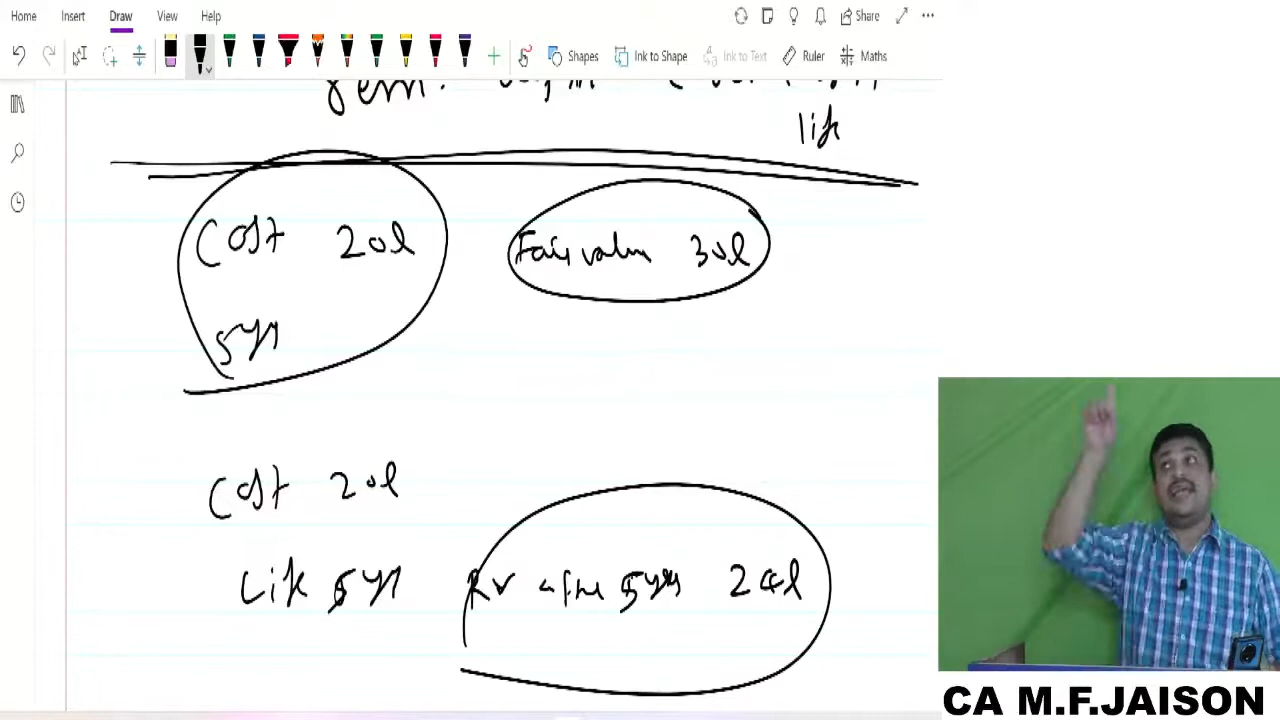 Home Insert Draw View Help Share
Shapes Ink to Shape Ink to Text Ruler Maths
life
Cost 20l Fair value 30l
5yr
Cost 20l
Life 5yr RV after 5yrs
CA M.F.JAISON